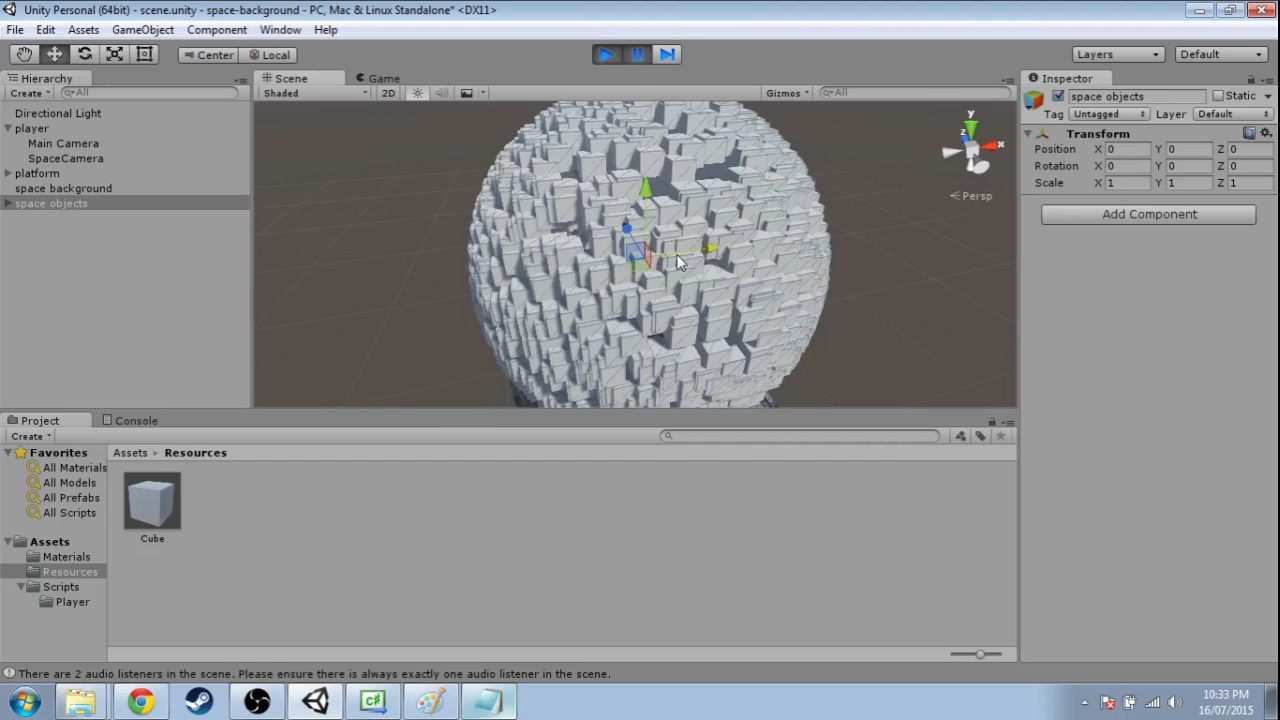 Unity Personal (64bit) - scene.unity - space-background - PC, Mac & Linux Standalone* <DX11>
File Edit Assets GameObject Component Window Help
Center Local Layers Default
Hierarchy Scene Game Inspector
Create All Shaded 2D Gizmos All space objects Static
Directional Light
Tag Untagged Layer Default
player
Transform
Main Camera
Position X 0 Y 0 Z 0
SpaceCamera
Rotation X 0 Y 0 Z 0
platform
Scale X 1 Y 1 Z 1
space background
space objects
y
z
x
Persp
Add Component
Project Console
Create
Favorites Assets Resources
All Materials
All Models
All Prefabs
All Scripts
Cube
Assets
Materials
Resources
Scripts
Player
There are 2 audio listeners in the scene. Please ensure there is always exactly one audio listener in the scene.
10:33 PM
16/07/2015